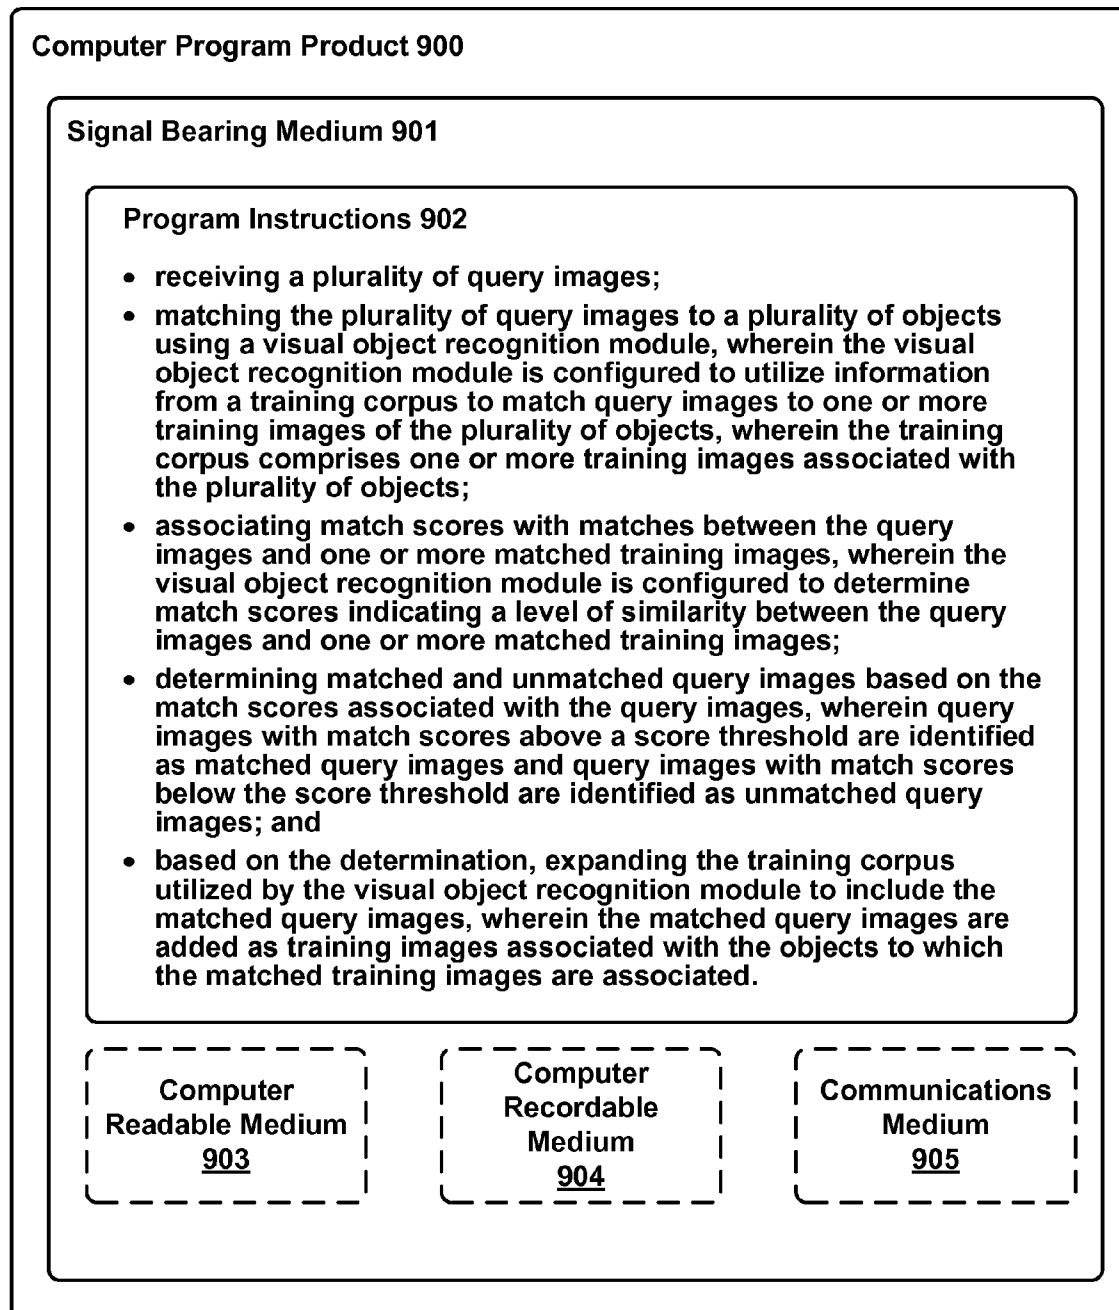 Computer Program Product 900
Signal Bearing Medium 901
Program Instructions 902
• receiving a plurality of query images;
• matching the plurality of query images to a plurality of objects
using a visual object recognition module, wherein the visual
object recognition module is configured to utilize information
from a training corpus to match query images to one or more
training images of the plurality of objects, wherein the training
corpus comprises one or more training images associated with
the plurality of objects;
• associating match scores with matches between the query
images and one or more matched training images, wherein the
visual object recognition module is configured to determine
match scores indicating a level of similarity between the query
images and one or more matched training images;
• determining matched and unmatched query images based on the
match scores associated with the query images, wherein query
images with match scores above a score threshold are identified
as matched query images and query images with match scores
below the score threshold are identified as unmatched query
images; and
• based on the determination, expanding the training corpus
utilized by the visual object recognition module to include the
matched query images, wherein the matched query images are
added as training images associated with the objects to which
the matched training images are associated.
Computer
Readable Medium
903
Computer
Recordable
Medium
904
Communications
Medium
905